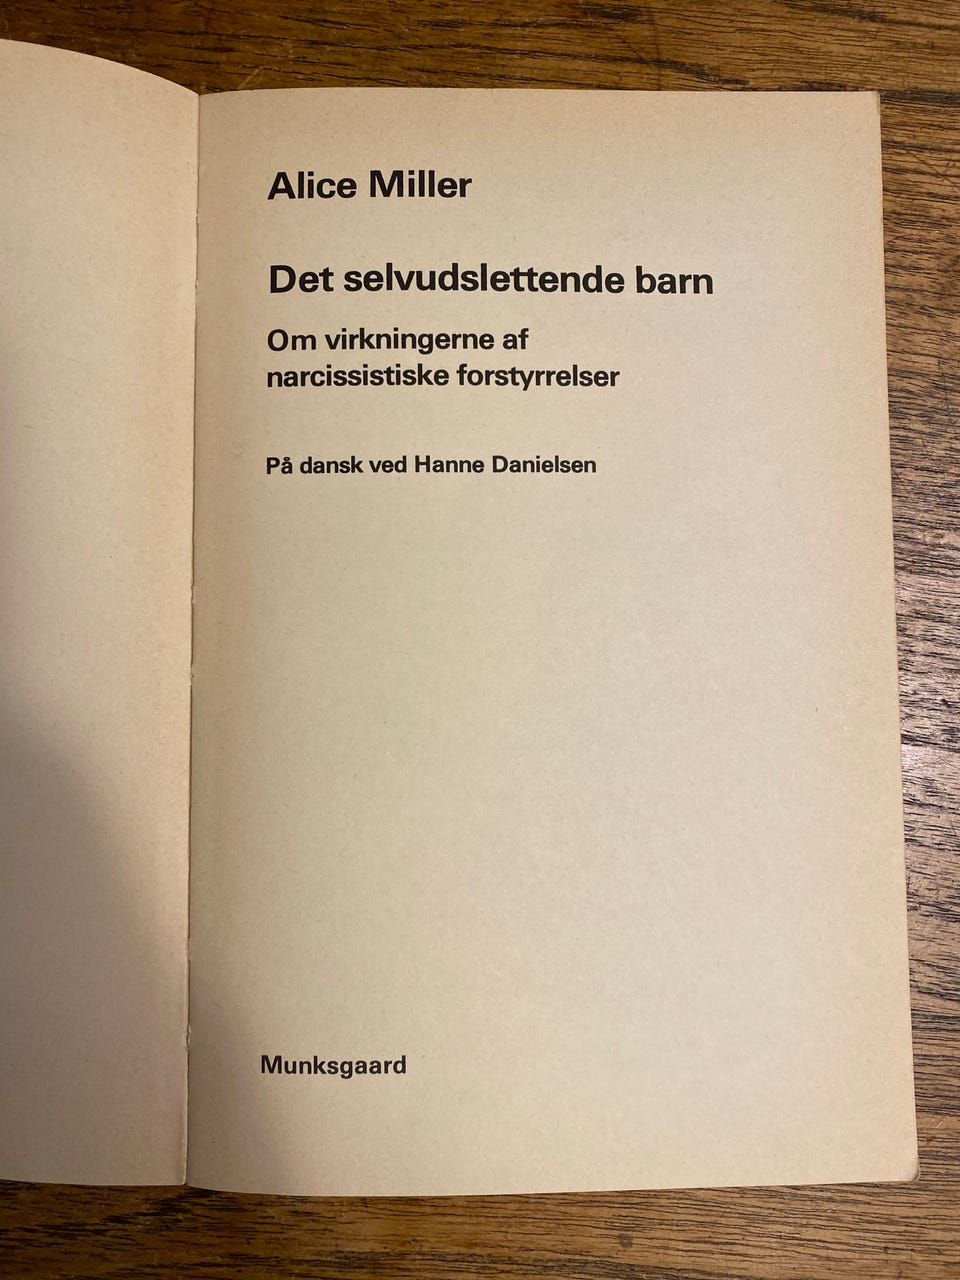 Alice Miller
Det selvudslettende barn
Om virkningerne af
narcissistiske forstyrrelser
På dansk ved Hanne Danielsen
Munksgaard